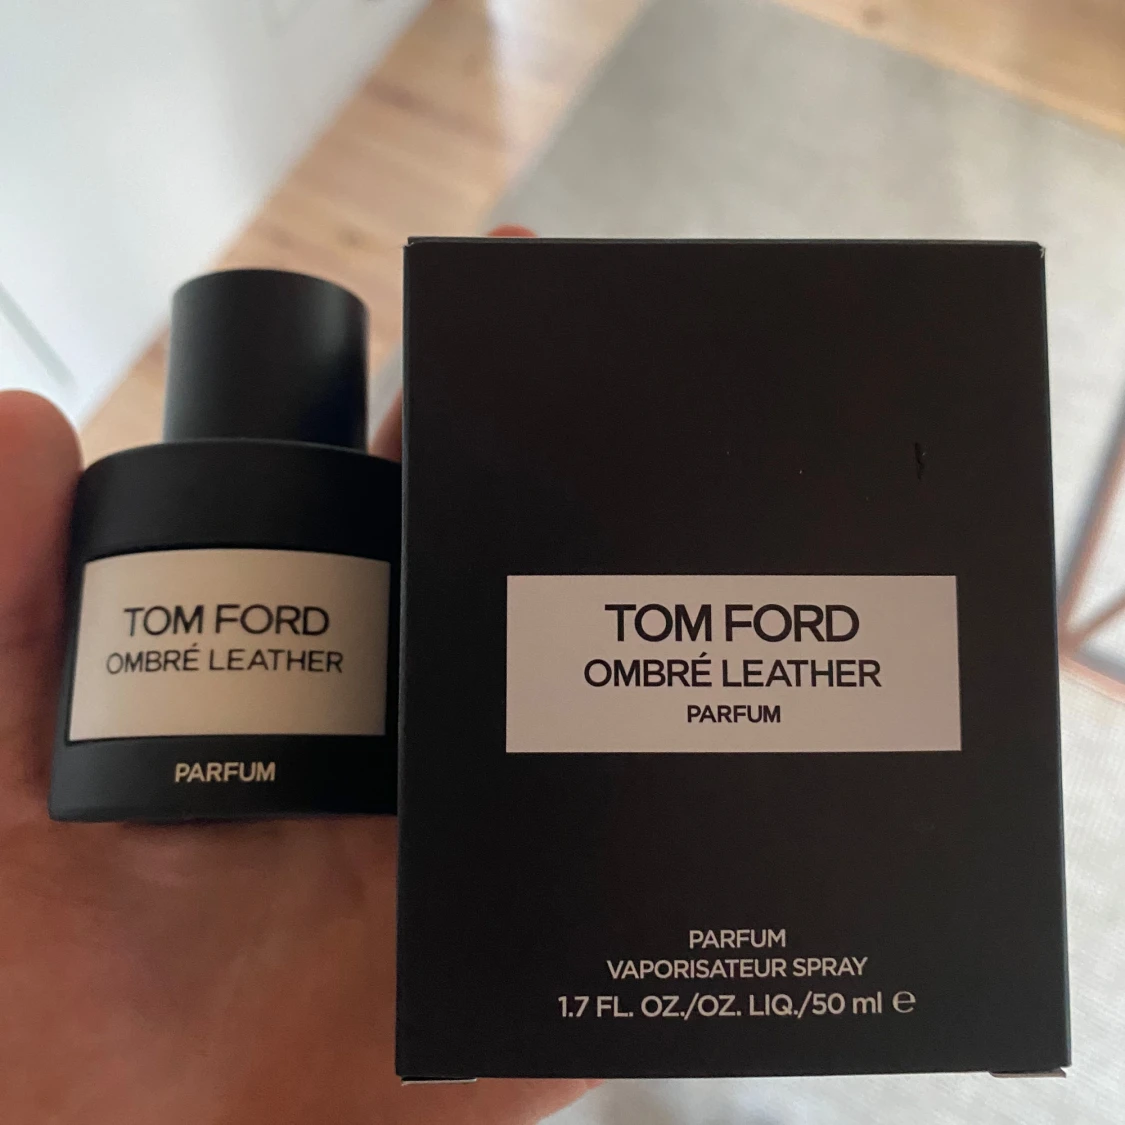 TOM FORD
OMBRÉ LEATHER
PARFUM
TOM FORD
OMBRÉ LEATHER
PARFUM
PARFUM
VAPORISATEUR SPRAY
1.7 FL. OZ./OZ. LIQ./50 ml ℮